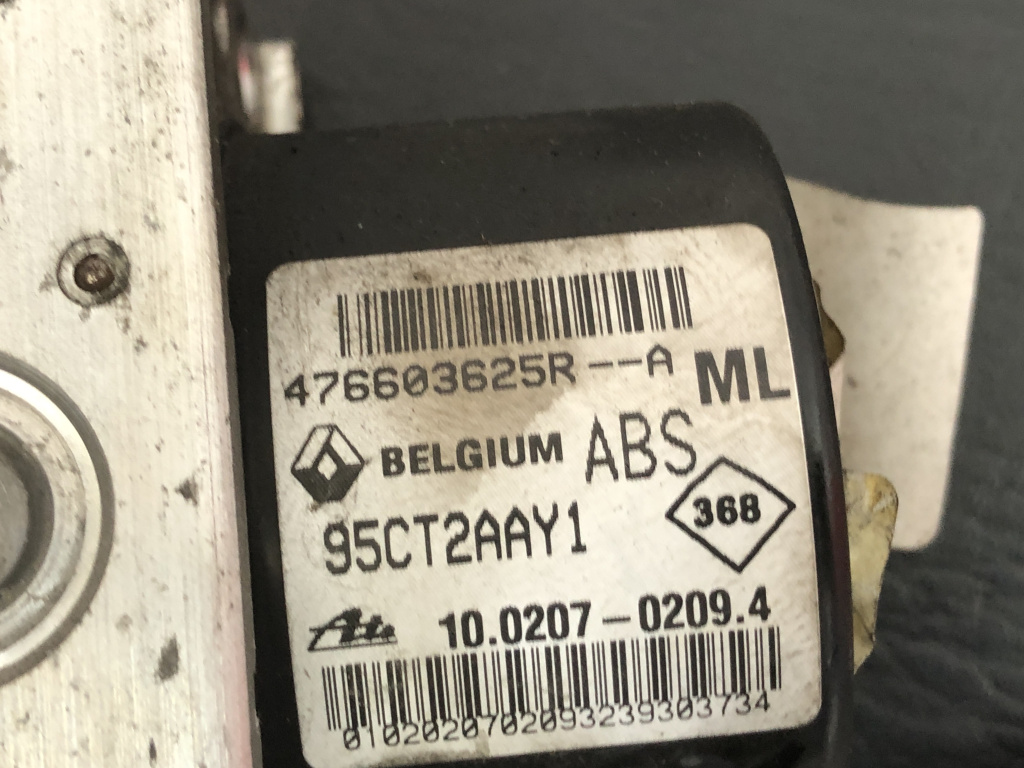 476603625R--A
ML
BELGIUM ABS
368
95CT2AAY1
Ate 10.0207-0209.4
0102020702093239303734